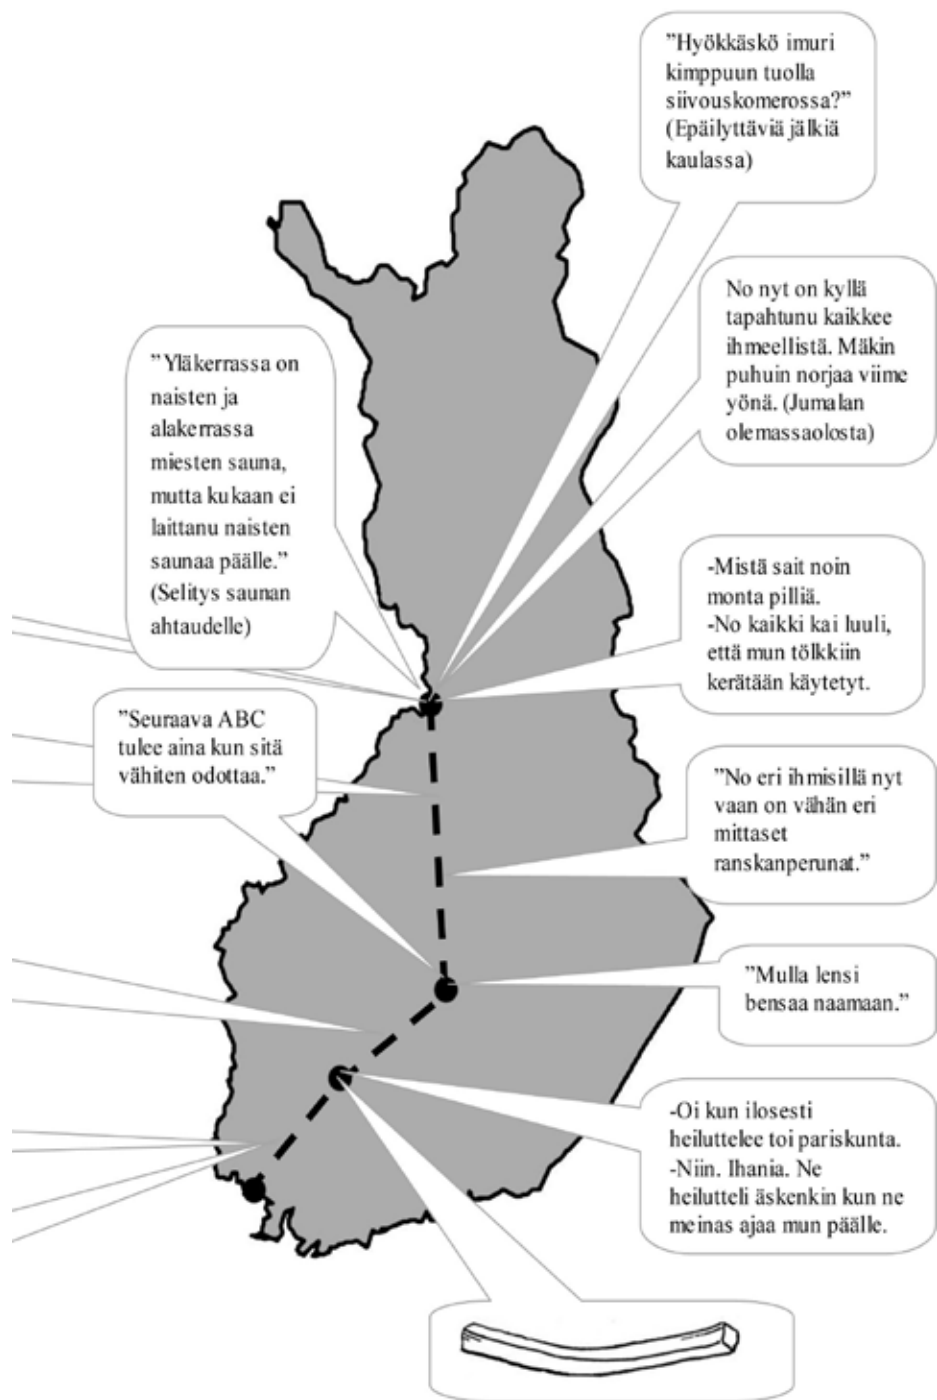 ”Hyökkäskö imuri
kimppuun tuolla
siivouskomerossa?”
(Epäilyttäviä jälkiä
kaulassa)
No nyt on kyllä
tapahtunu kaikkee
ihmeellistä. Mäkin
puhuin norjaa viime
yönä. (Jumalan
olemassaolosta)
”Yläkerrassa on
naisten ja
alakerrassa
miesten sauna,
mutta kukaan ei
laittanu naisten
saunaa päälle.”
(Selitys saunan
ahtaudelle)
-Mistä sait noin
monta pilliä.
-No kaikki kai luuli,
että mun tölkkiin
kerätään käytetyt.
”Seuraava ABC
tulee aina kun sitä
vähiten odottaa.”
”No eri ihmisillä nyt
vaan on vähän eri
mittaset
ranskanperunat.”
”Mulla lensi
bensaa naamaan.”
-Oi kun ilosesti
heiluttelee toi pariskunta.
-Niin. Ihania. Ne
heilutteli äskenkin kun ne
meinas ajaa mun päälle.